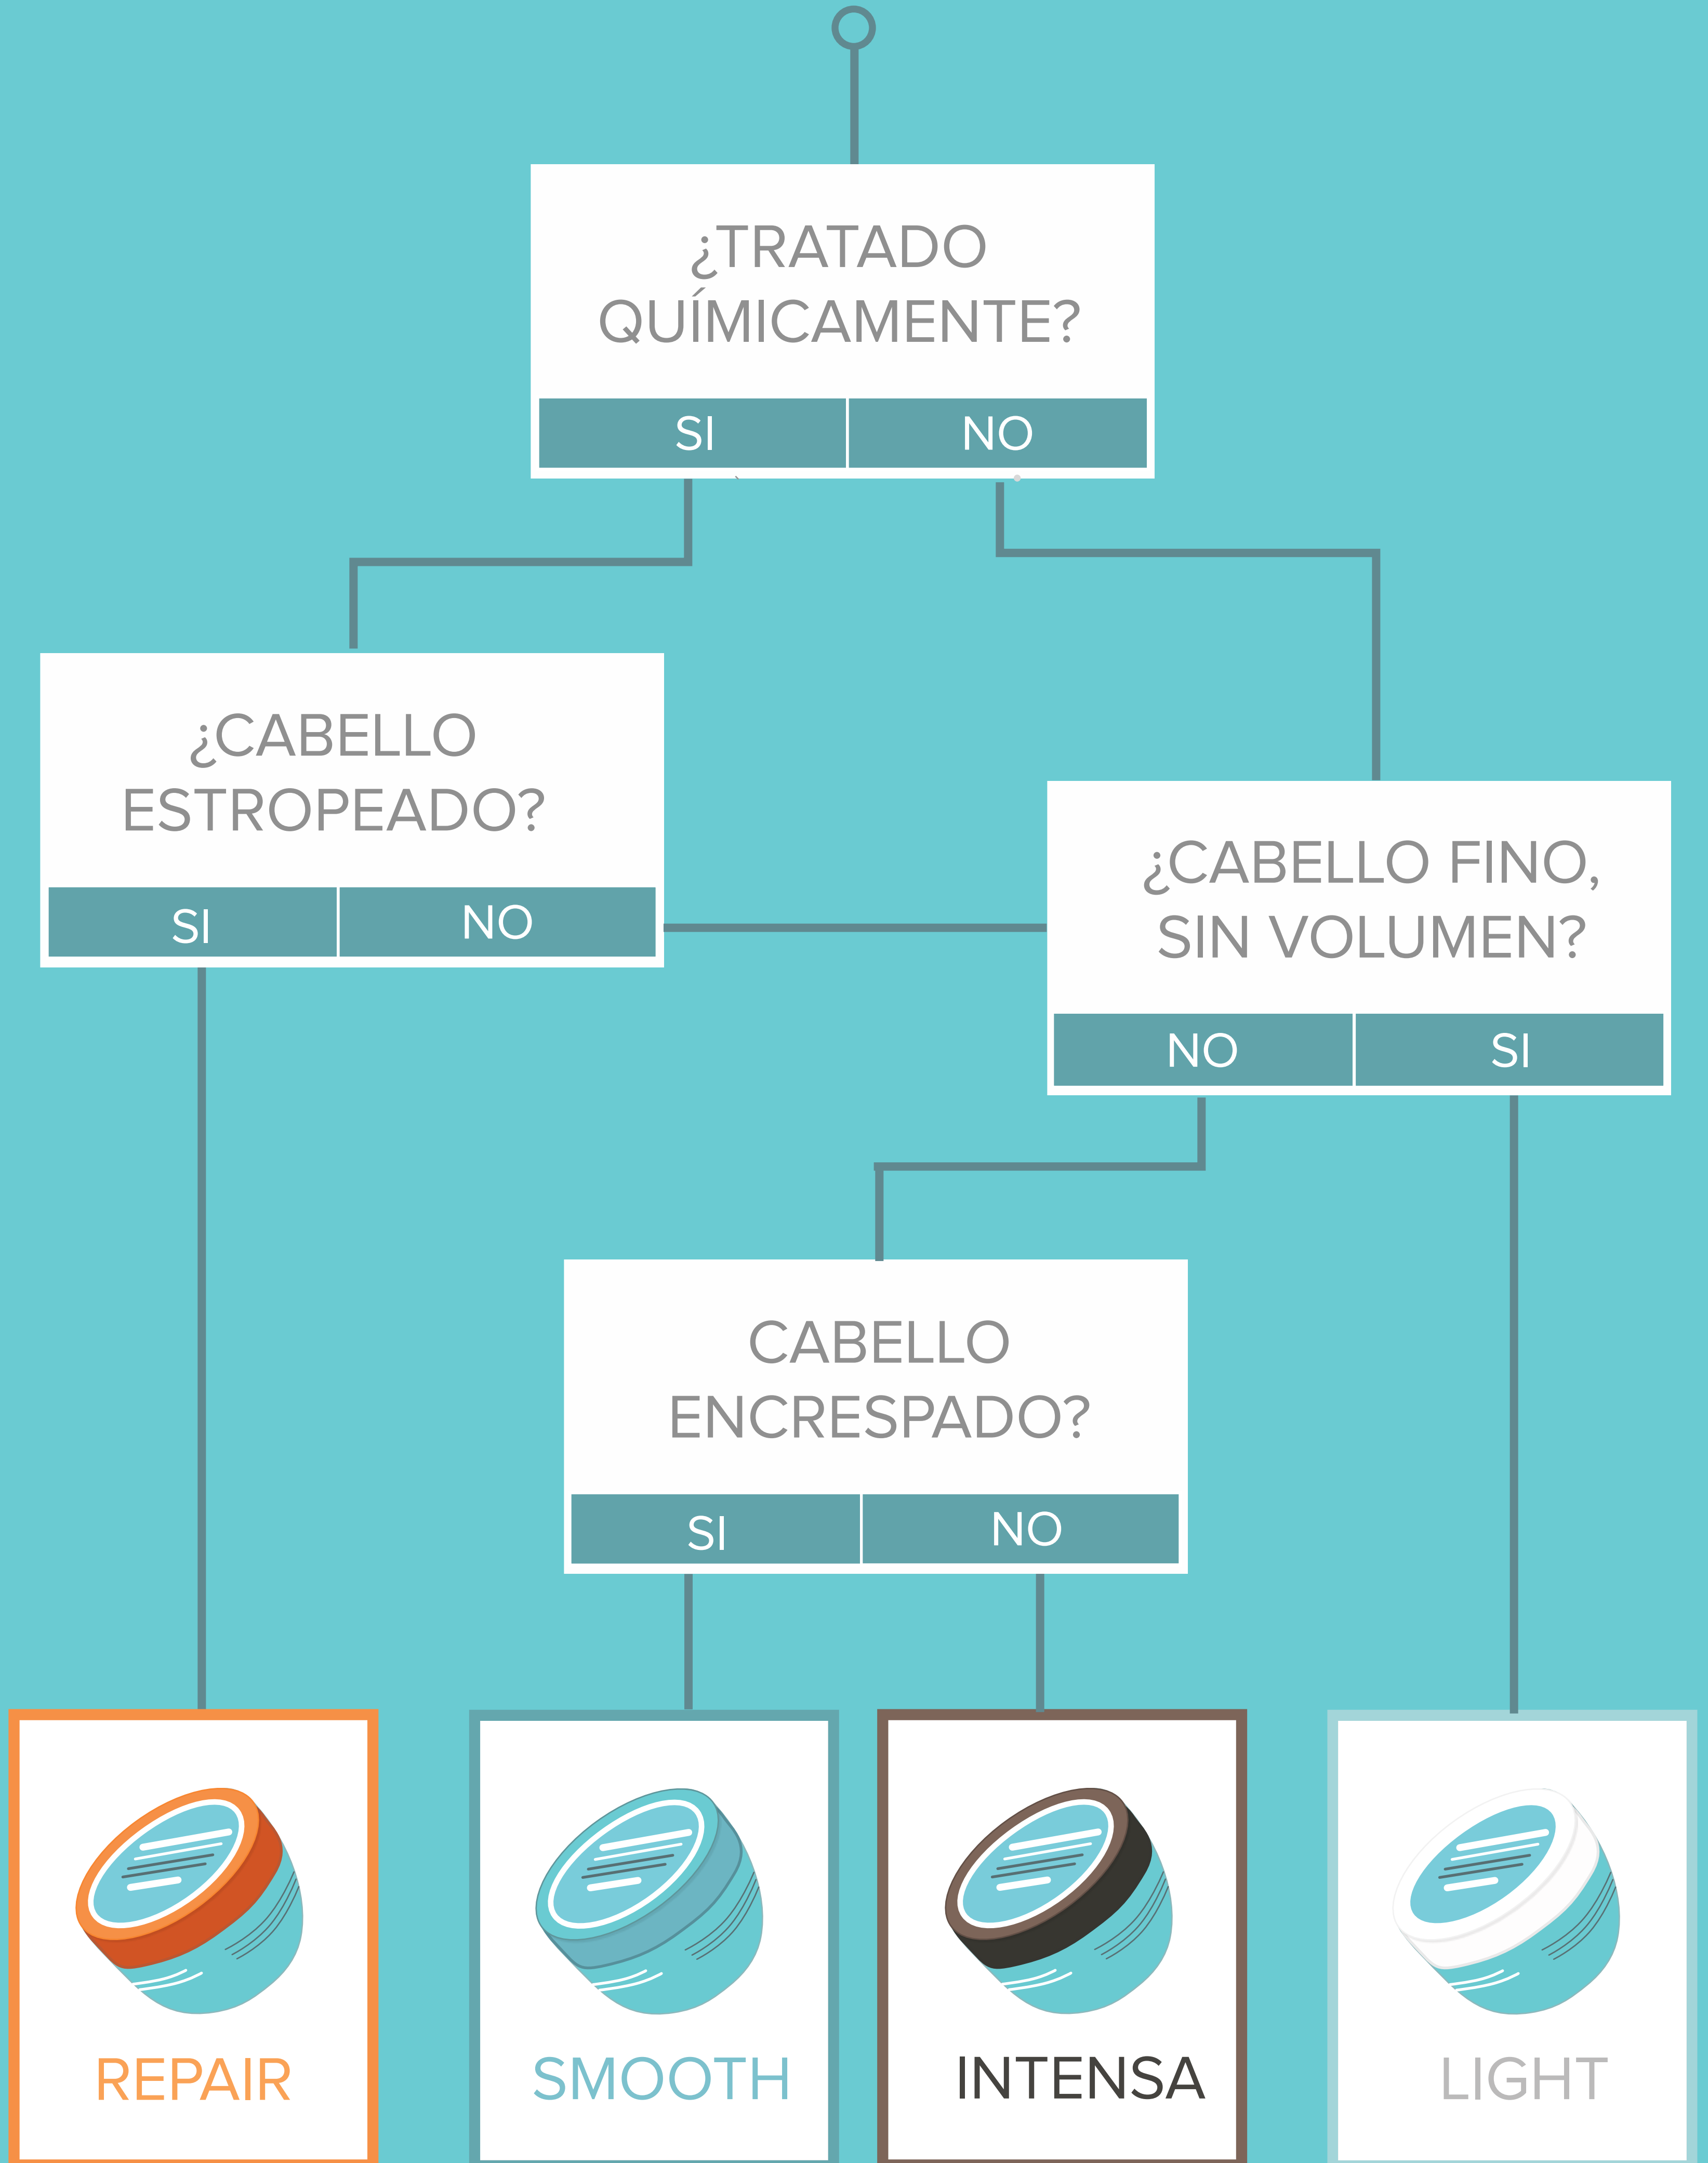 ¿TRATADO
QUÍMICAMENTE?
SI
NO
¿CABELLO
ESTROPEADO?
SI
NO
¿CABELLO FINO,
SIN VOLUMEN?
NO
SI
CABELLO
ENCRESPADO?
SI
NO
REPAIR
SMOOTH
INTENSA
LIGHT